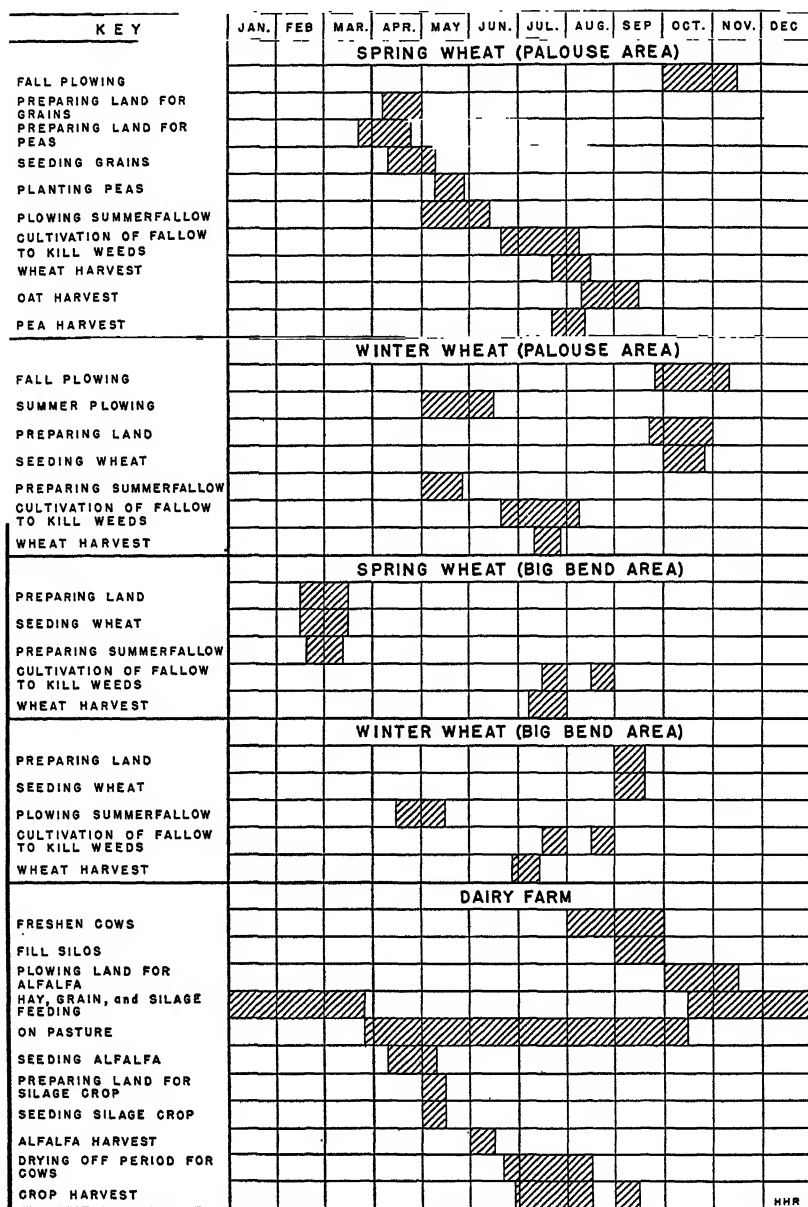 KEY JAN. FEB MAR. APR. MAY JUN. JUL. AUG. SEP OCT. NOV. DEC
SPRING WHEAT (PALOUSE AREA)
FALL PLOWING
PREPARING LAND FOR
GRAINS
PREPARING LAND FOR
PEAS
SEEDING GRAINS
PLANTING PEAS
PLOWING SUMMERFALLOW
CULTIVATION OF FALLOW
TO KILL WEEDS
WHEAT HARVEST
OAT HARVEST
PEA HARVEST
WINTER WHEAT (PALOUSE AREA)
FALL PLOWING
SUMMER PLOWING
PREPARING LAND
SEEDING WHEAT
PREPARING SUMMERFALLOW
CULTIVATION OF FALLOW
TO KILL WEEDS
WHEAT HARVEST
SPRING WHEAT (BIG BEND AREA)
PREPARING LAND
SEEDING WHEAT
PREPARING SUMMERFALLOW
CULTIVATION OF FALLOW
TO KILL WEEDS
WHEAT HARVEST
WINTER WHEAT (BIG BEND AREA)
PREPARING LAND
SEEDING WHEAT
PLOWING SUMMERFALLOW
CULTIVATION OF FALLOW
TO KILL WEEDS
WHEAT HARVEST
DAIRY FARM
FRESHEN COWS
FILL SILOS
PLOWING LAND FOR
ALFALFA
HAY, GRAIN, and SILAGE
FEEDING
ON PASTURE
SEEDING ALFALFA
PREPARING LAND FOR
SILAGE CROP
SEEDING SILAGE CROP
ALFALFA HARVEST
DRYING OFF PERIOD FOR
COWS
CROP HARVEST
HHR